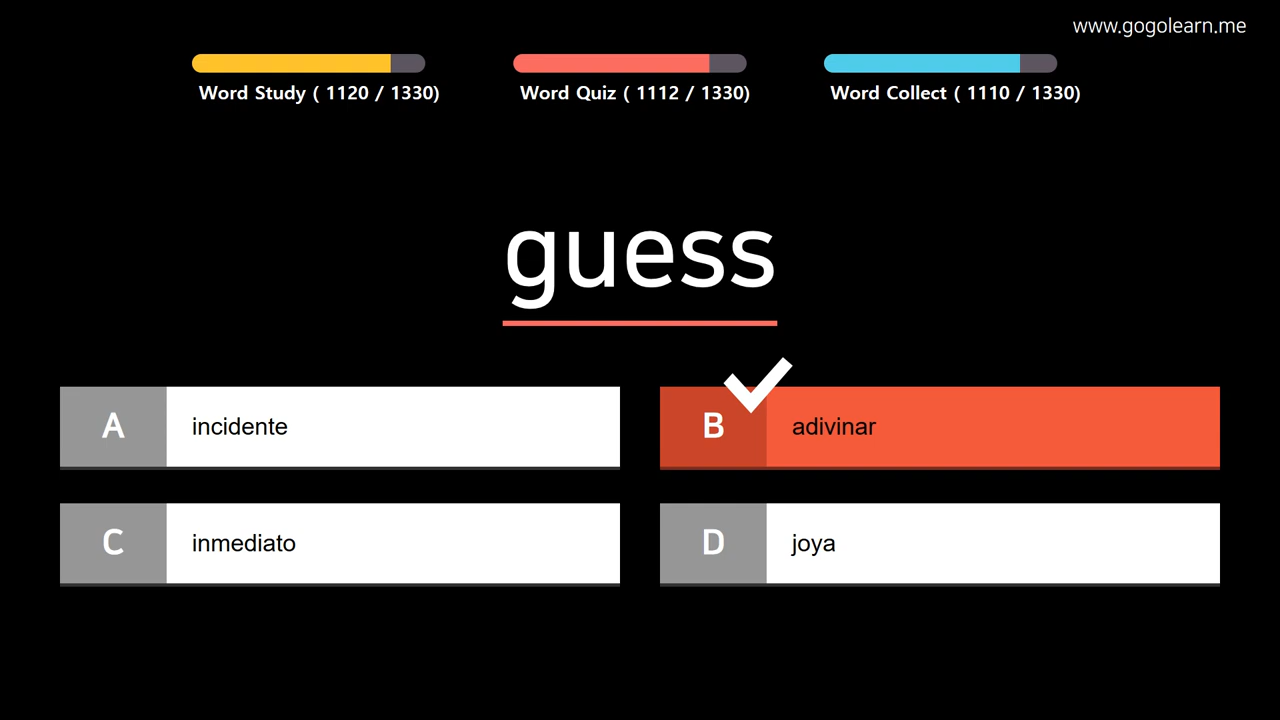 www.gogolearn.me
Word Study ( 1120 / 1330)
Word Quiz ( 1112 / 1330)
Word Collect ( 1110 / 1330)
guess
A incidente
B adivinar
C inmediato
D joya